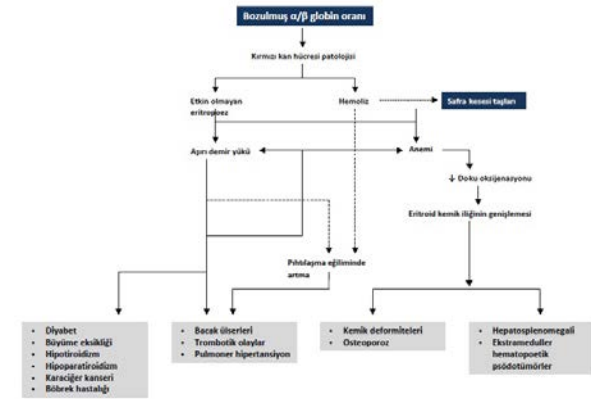 Bozulmuş α/β globin oranı
Kırmızı kan hücresi patolojisi
Etkin olmayan
eritropoez
Hemoliz
Safra kesesi taşları
Aşırı demir yükü
Anemi
↓ Doku oksijenasyonu
Eritroid kemik iliğinin genişlemesi
Pıhtılaşma eğiliminde
artma
• Diyabet
• Büyüme eksikliği
• Hipotiroidizm
• Hipoparatiroidizm
• Karaciğer kanseri
• Böbrek hastalığı
• Bacak ülserleri
• Trombotik olaylar
• Pulmoner hipertansiyon
• Kemik deformiteleri
• Osteoporoz
• Hepatosplenomegali
• Ekstrameduller
hematopoetik
psödotümörler